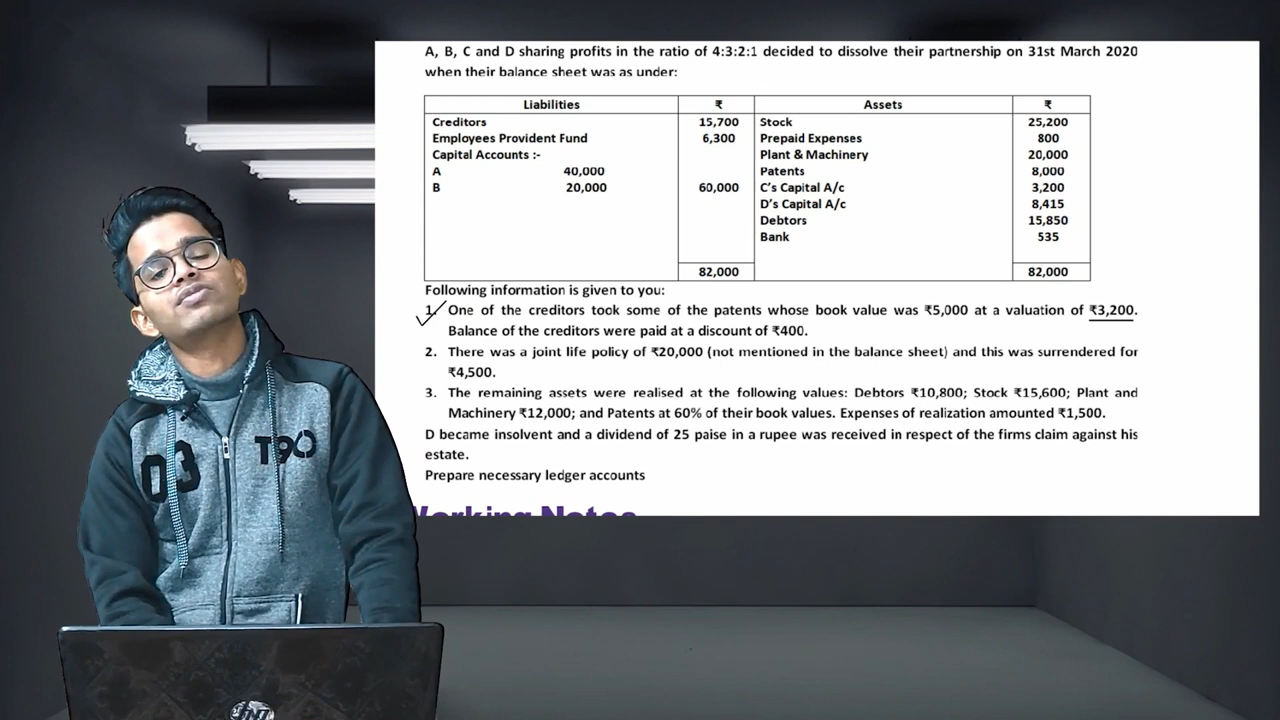 A, B, C and D sharing profits in the ratio of 4:3:2:1 decided to dissolve their partnership on 31st March 2020
when their balance sheet was as under:
Liabilities ₹ Assets ₹
Creditors 15,700 Stock 25,200
Employees Provident Fund 6,300 Prepaid Expenses 800
Capital Accounts :- Plant & Machinery 20,000
A 40,000 Patents 8,000
B 20,000 60,000 C's Capital A/c 3,200
D's Capital A/c 8,415
Debtors 15,850
Bank 535
82,000 82,000
Following information is given to you:
1. One of the creditors took some of the patents whose book value was ₹5,000 at a valuation of ₹3,200.
Balance of the creditors were paid at a discount of ₹400.
2. There was a joint life policy of ₹20,000 (not mentioned in the balance sheet) and this was surrendered for
₹4,500.
3. The remaining assets were realised at the following values: Debtors ₹10,800; Stock ₹15,600; Plant and
Machinery ₹12,000; and Patents at 60% of their book values. Expenses of realization amounted ₹1,500.
D became insolvent and a dividend of 25 paise in a rupee was received in respect of the firms claim against his
estate.
Prepare necessary ledger accounts
Working Notes
03 T90
hp